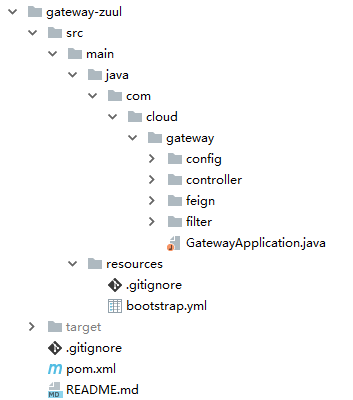 gateway-zuul
src
main
java
com
cloud
gateway
config
controller
feign
filter
GatewayApplication.java
resources
.gitignore
bootstrap.yml
target
.gitignore
pom.xml
README.md